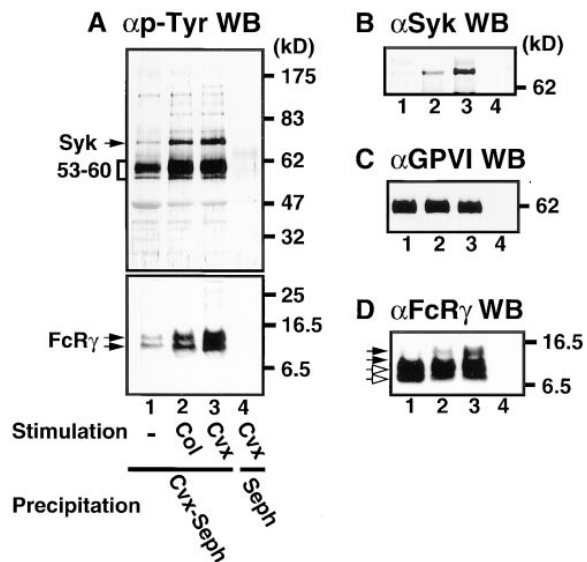 A αp-Tyr WB
(kD)
175
83
Syk
62
53-60
47
32
25
16.5
FcRγ
6.5
1 2 3 4
Stimulation - Col Cvx Cvx
Precipitation Cvx-Seph Seph
B αSyk WB
(kD)
62
1 2 3 4
C αGPVI WB
62
1 2 3 4
D αFcRγ WB
16.5
6.5
1 2 3 4